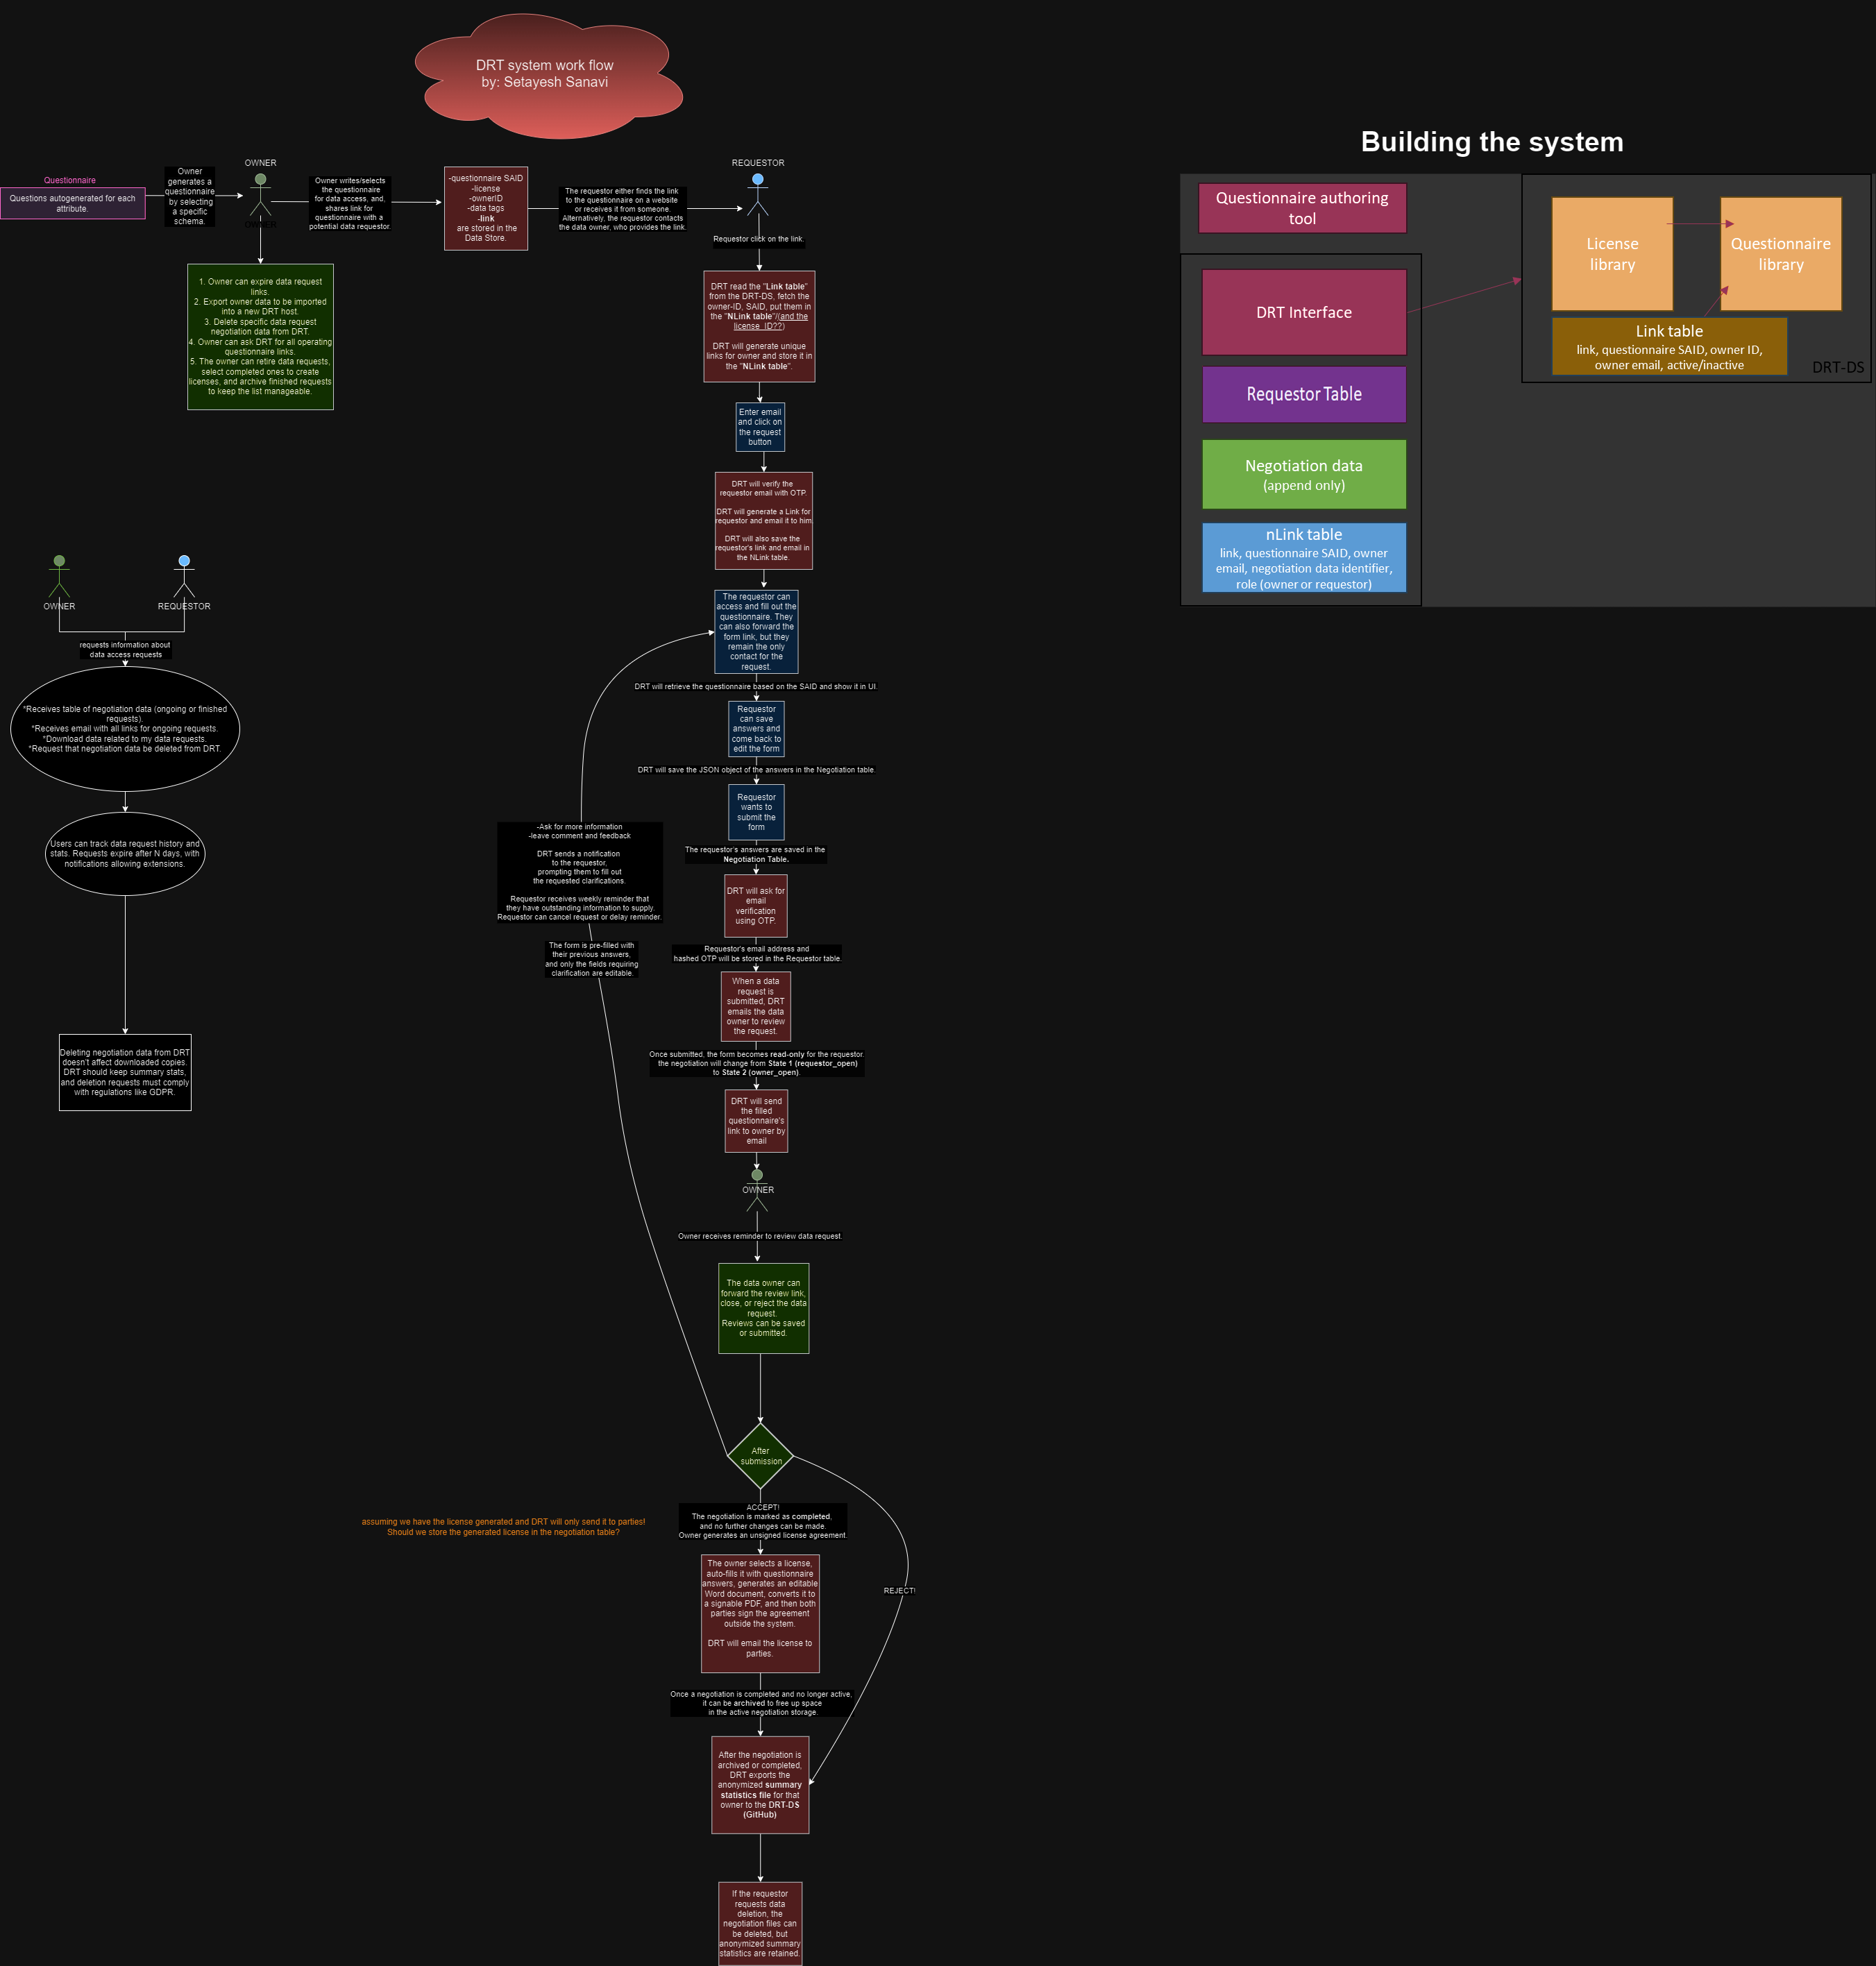 DRT system work flow
by: Setayesh Sanavi
Building the system
Questionnaire
Questions autogenerated for each
attribute.
Owner
generates a
questionnaire
by selecting
a specific
schema.
OWNER
OWNER
Owner writes/selects
the questionnaire
for data access, and,
shares link for
questionnaire with a
potential data requestor.
-questionnaire SAID
-license
-ownerID
-data tags
-link
are stored in the
Data Store.
The requestor either finds the link
to the questionnaire on a website
or receives it from someone.
Alternatively, the requestor contacts
the data owner, who provides the link.
REQUESTOR
Requestor click on the link.
1. Owner can expire data request
links.
2. Export owner data to be imported
into a new DRT host.
3. Delete specific data request
negotiation data from DRT.
4. Owner can ask DRT for all operating
questionnaire links.
5. The owner can retire data requests,
select completed ones to create
licenses, and archive finished requests
to keep the list manageable.
DRT read the "Link table"
from the DRT-DS, fetch the
owner-ID, SAID, put them in
the "NLink table"/(and the
license_ID??)
DRT will generate unique
links for owner and store it in
the "NLink table".
Enter email
and click on
the request
button
DRT will verify the
requestor email with OTP.
DRT will generate a Link for
requestor and email it to him.
DRT will also save the
requestor's link and email in
the NLink table.
The requestor can
access and fill out the
questionnaire. They
can also forward the
form link, but they
remain the only
contact for the
request.
DRT will retrieve the questionnaire based on the SAID and show it in UI.
Requestor
can save
answers and
come back to
edit the form
DRT will save the JSON object of the answers in the Negotiation table.
Requestor
wants to
submit the
form
The requestor's answers are saved in the
Negotiation Table.
DRT will ask for
email
verification
using OTP.
Requestor's email address and
hashed OTP will be stored in the Requestor table.
When a data
request is
submitted, DRT
emails the data
owner to review
the request.
Once submitted, the form becomes read-only for the requestor.
the negotiation will change from State 1 (requestor_open)
to State 2 (owner_open).
DRT will send
the filled
questionnaire's
link to owner by
email
OWNER
Owner receives reminder to review data request.
The data owner can
forward the review link,
close, or reject the data
request.
Reviews can be saved
or submitted.
After
submission
-Ask for more information
-leave comment and feedback
DRT sends a notification
to the requestor,
prompting them to fill out
the requested clarifications.
Requestor receives weekly reminder that
they have outstanding information to supply.
Requestor can cancel request or delay reminder.
The form is pre-filled with
their previous answers,
and only the fields requiring
clarification are editable.
ACCEPT!
The negotiation is marked as completed,
and no further changes can be made.
Owner generates an unsigned license agreement.
REJECT!
assuming we have the license generated and DRT will only send it to parties!
Should we store the generated license in the negotiation table?
The owner selects a license,
auto-fills it with questionnaire
answers, generates an editable
Word document, converts it to
a signable PDF, and then both
parties sign the agreement
outside the system.
DRT will email the license to
parties.
Once a negotiation is completed and no longer active,
it can be archived to free up space
in the active negotiation storage.
After the negotiation is
archived or completed,
DRT exports the
anonymized summary
statistics file for that
owner to the DRT-DS
(GitHub)
If the requestor
requests data
deletion, the
negotiation files can
be deleted, but
anonymized summary
statistics are retained.
OWNER
REQUESTOR
requests information about
data access requests
*Receives table of negotiation data (ongoing or finished
requests).
*Receives email with all links for ongoing requests.
*Download data related to my data requests.
*Request that negotiation data be deleted from DRT.
Users can track data request history and
stats. Requests expire after N days, with
notifications allowing extensions.
Deleting negotiation data from DRT
doesn't affect downloaded copies.
DRT should keep summary stats,
and deletion requests must comply
with regulations like GDPR.
Questionnaire authoring
tool
DRT Interface
Requestor Table
Negotiation data
(append only)
nLink table
link, questionnaire SAID, owner
email, negotiation data identifier,
role (owner or requestor)
License
library
Questionnaire
library
Link table
link, questionnaire SAID, owner ID,
owner email, active/inactive
DRT-DS